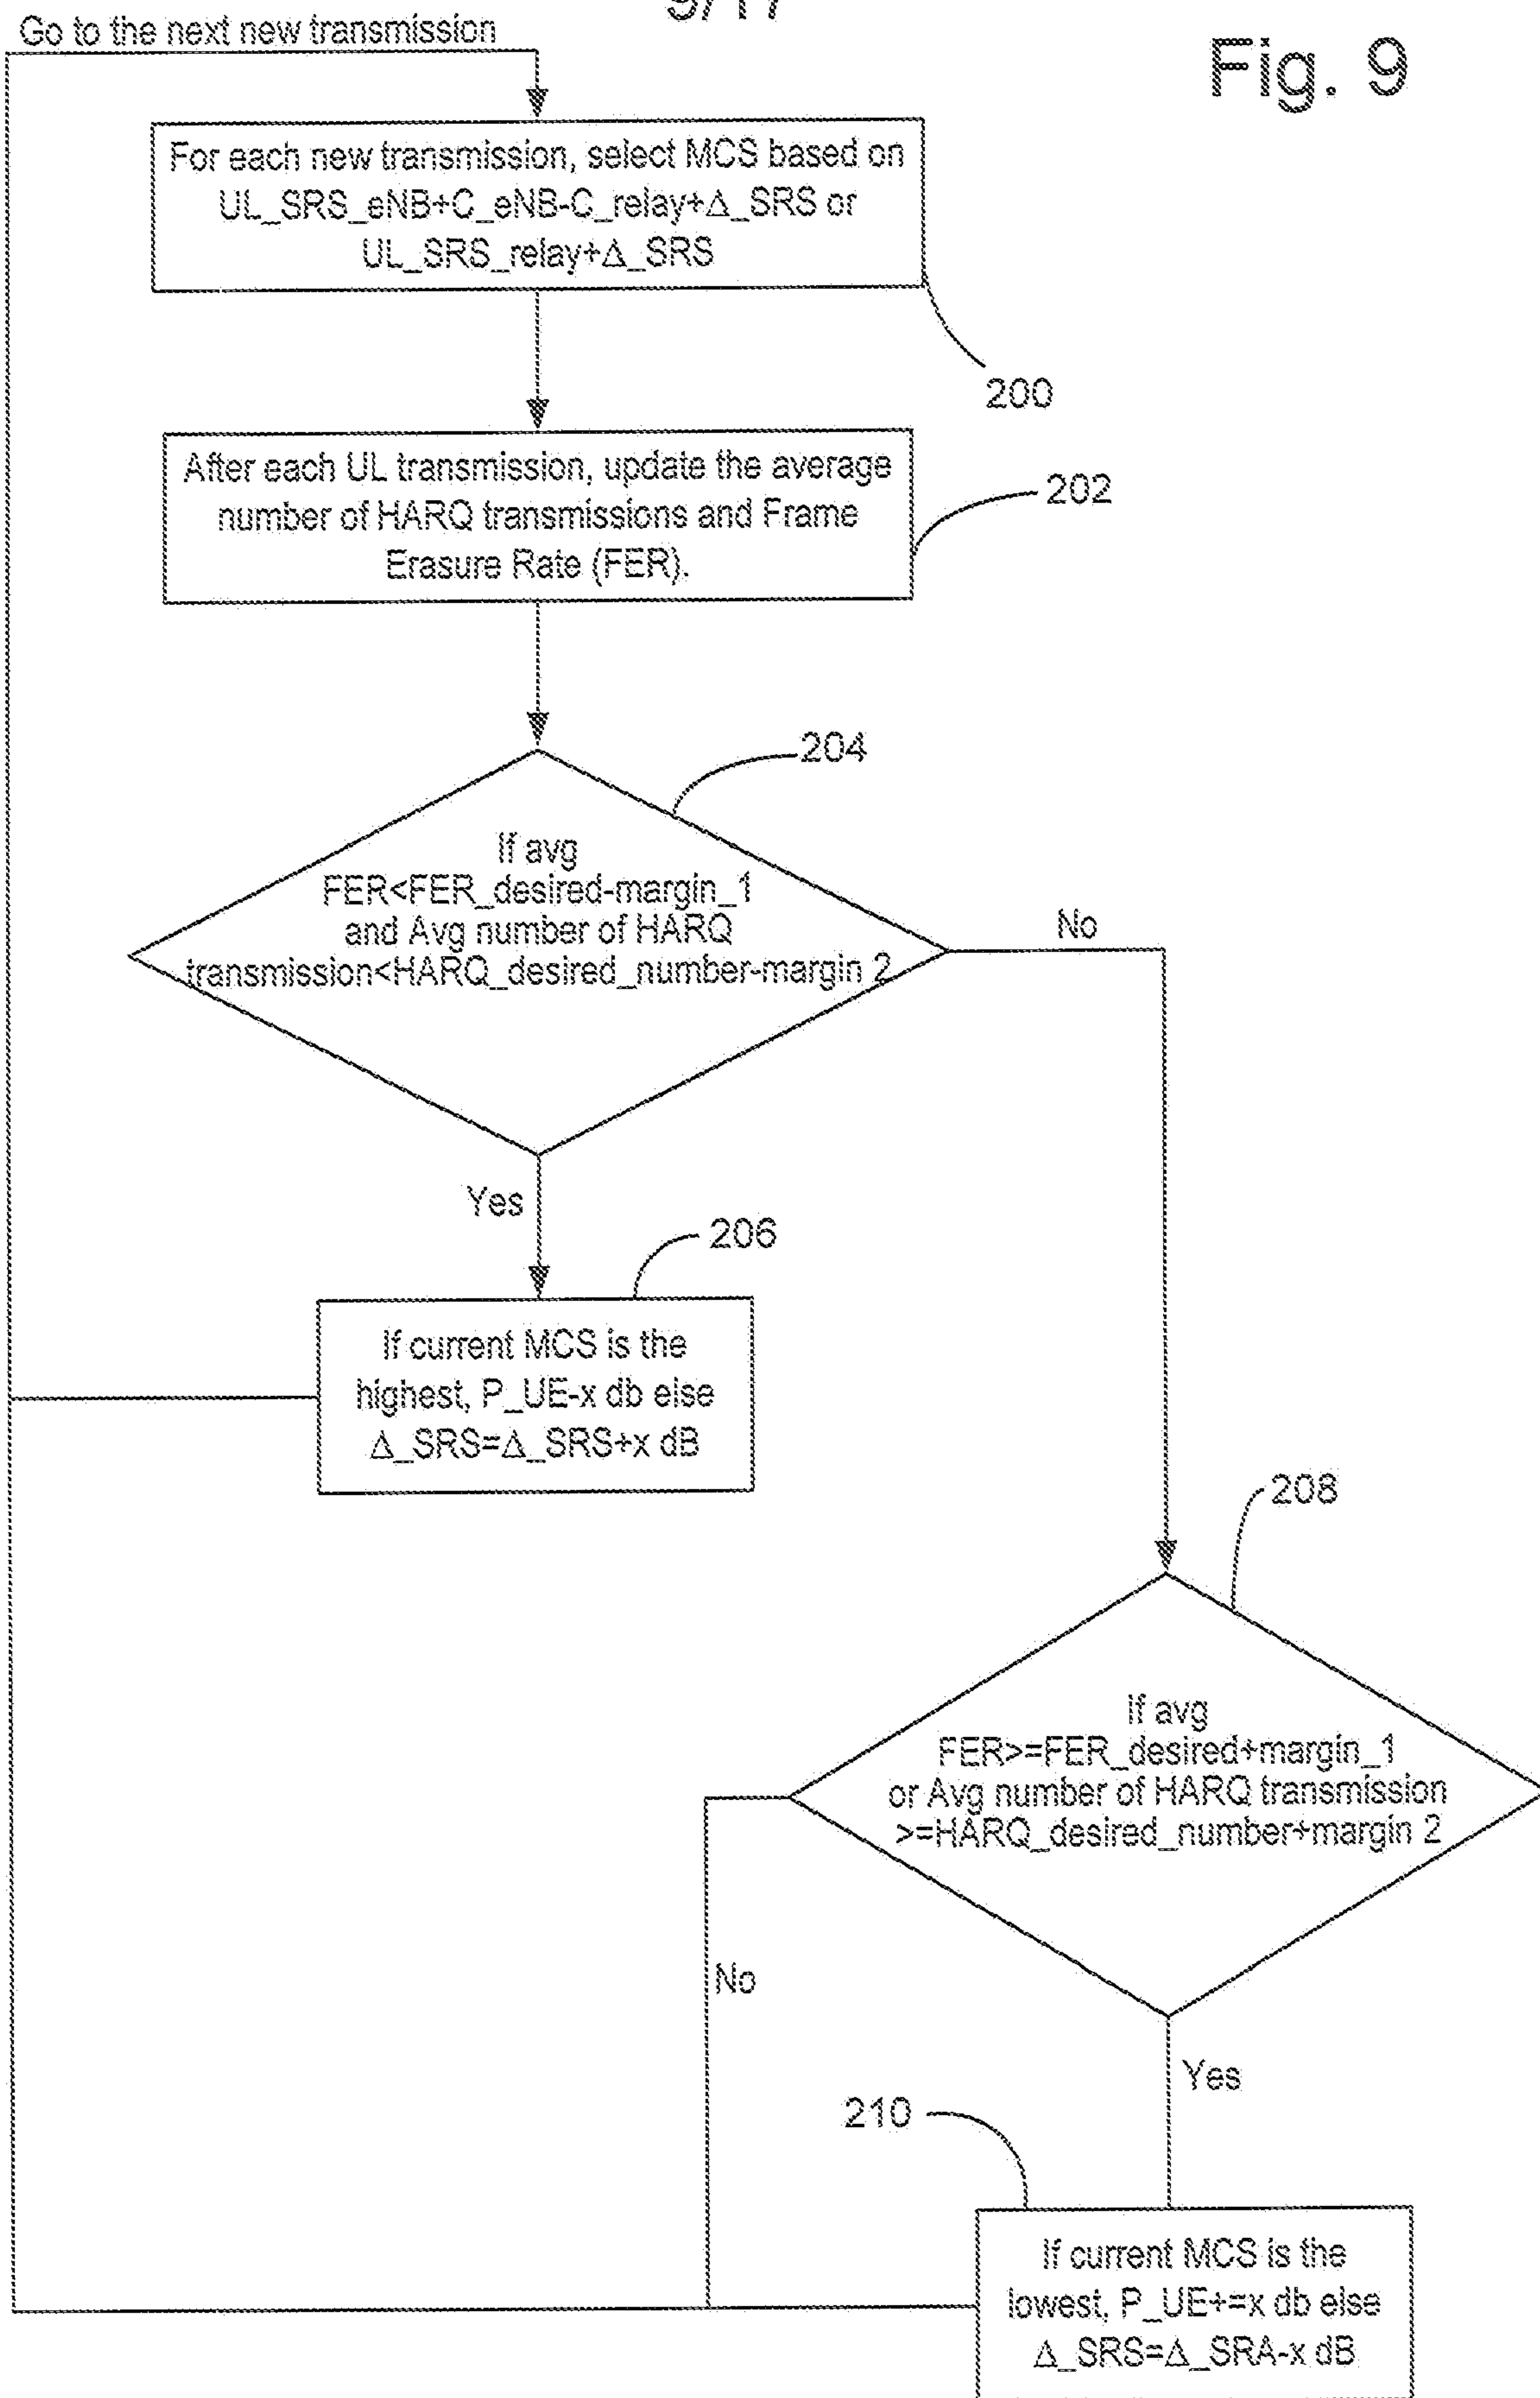 9/17
Fig. 9
Go to the next new transmission
For each new transmission, select MCS based on
UL_SRS_eNB+C_eNB-C_relay+Δ_SRS or
UL_SRS_relay+Δ_SRS
200
After each UL transmission, update the average
number of HARQ transmissions and Frame
Erasure Rate (FER).
202
204
If avg
FER<FER_desired-margin_1
and Avg number of HARQ
transmission<HARQ_desired_number-margin 2
No
Yes
206
If current MCS is the
highest, P_UE-x db else
Δ_SRS=Δ_SRS+x dB
208
If avg
FER>=FER_desired+margin_1
or Avg number of HARQ transmission
>=HARQ_desired_number+margin 2
No
Yes
210
If current MCS is the
lowest, P_UE+=x db else
Δ_SRS=Δ_SRA-x dB